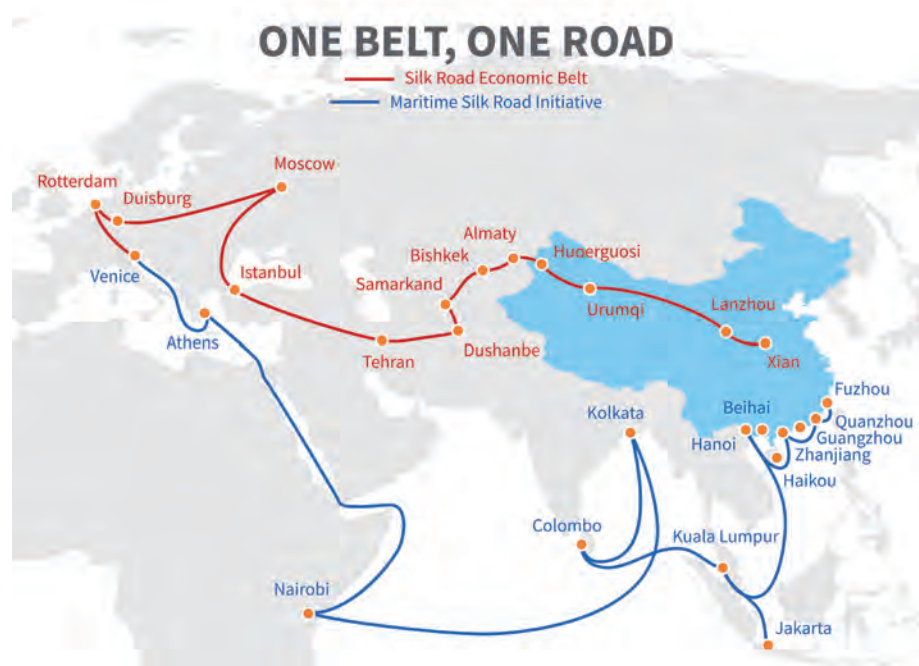 ONE BELT, ONE ROAD
Silk Road Economic Belt
Maritime Silk Road Initiative
Moscow
Rotterdam
Duisburg
Almaty
Huoerguosi
Bishkek
Venice
Istanbul
Samarkand
Urumqi
Lanzhou
Athens
Tehran
Dushanbe
Xian
Fuzhou
Kolkata
Beihai
Quanzhou
Hanoi
Guangzhou
Zhanjiang
Haikou
Colombo
Kuala Lumpur
Nairobi
Jakarta